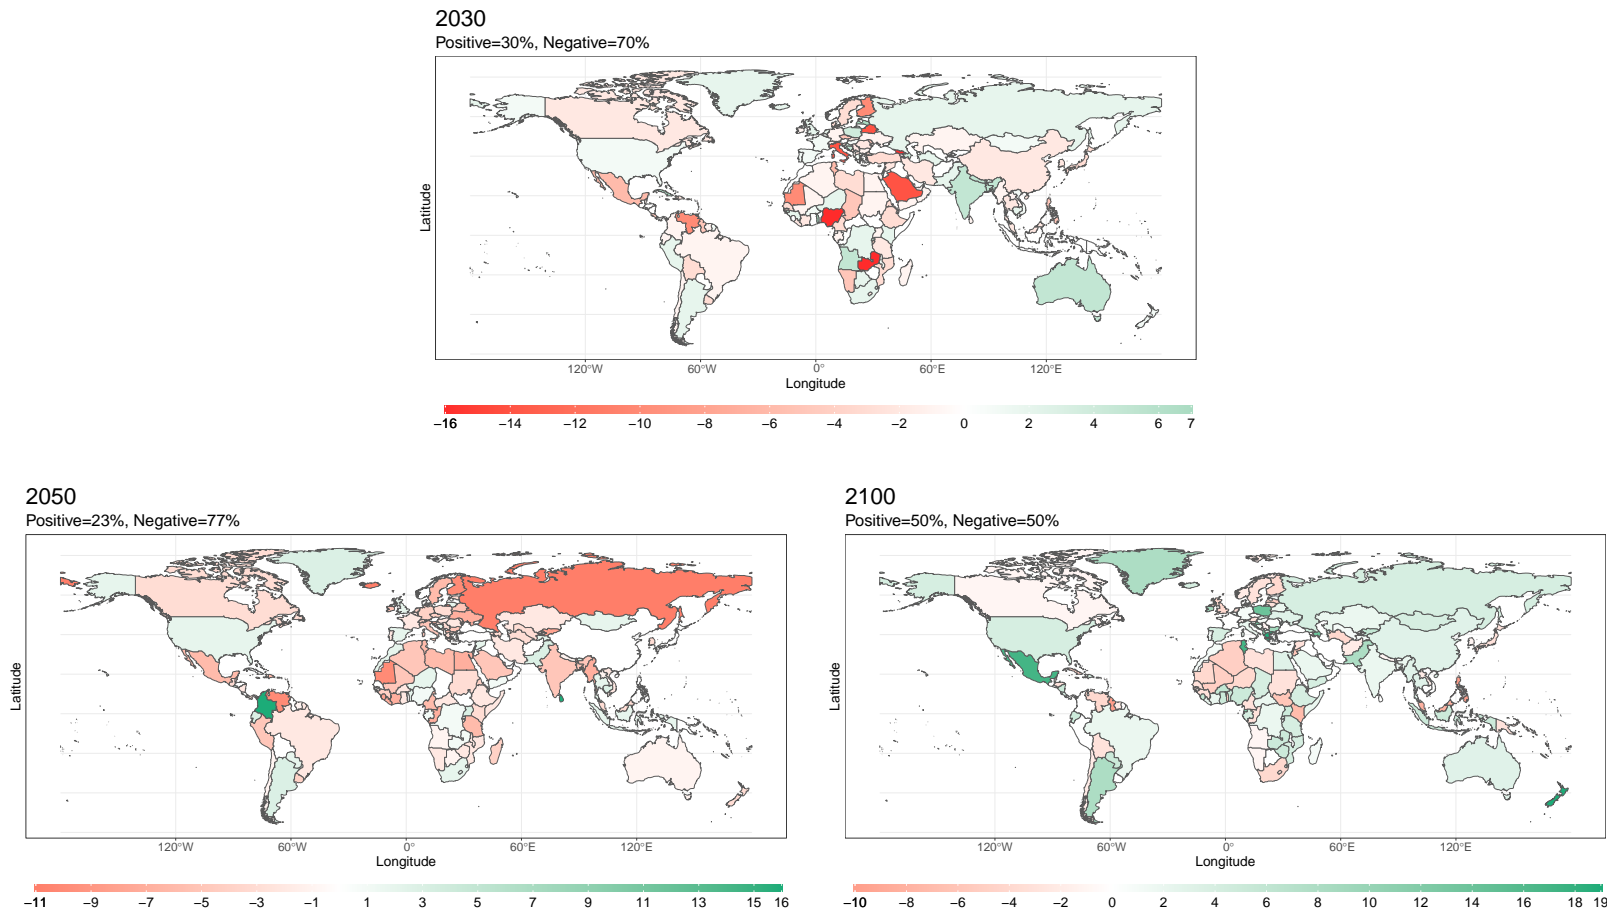 2030
Positive=30%, Negative=70%
Latitude
120°W 60°W 0° 60°E 120°E
Longitude
−16 −14 −12 −10 −8 −6 −4 −2 0 2 4 6 7
2050
Positive=23%, Negative=77%
Latitude
120°W 60°W 0° 60°E 120°E
Longitude
−11 −9 −7 −5 −3 −1 1 3 5 7 9 11 13 15 16
2100
Positive=50%, Negative=50%
Latitude
120°W 60°W 0° 60°E 120°E
Longitude
−10 −8 −6 −4 −2 0 2 4 6 8 10 12 14 16 18 19